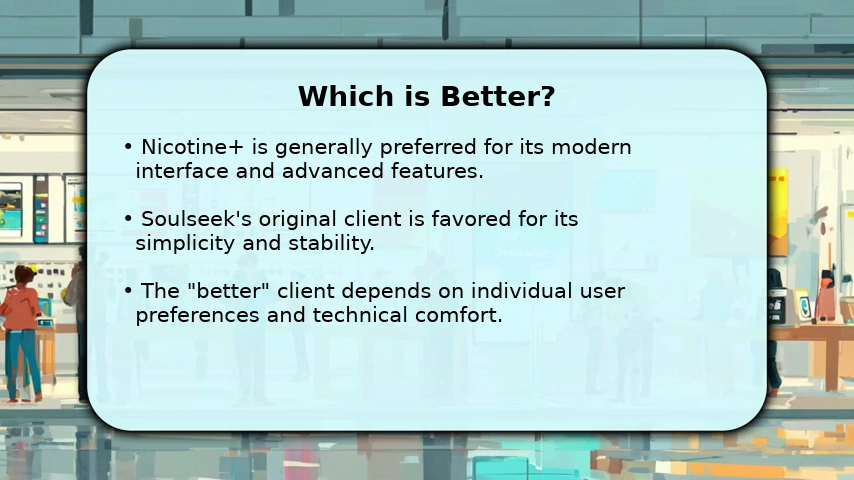 Which is Better?
• Nicotine+ is generally preferred for its modern
interface and advanced features.
• Soulseek's original client is favored for its
simplicity and stability.
• The "better" client depends on individual user
preferences and technical comfort.